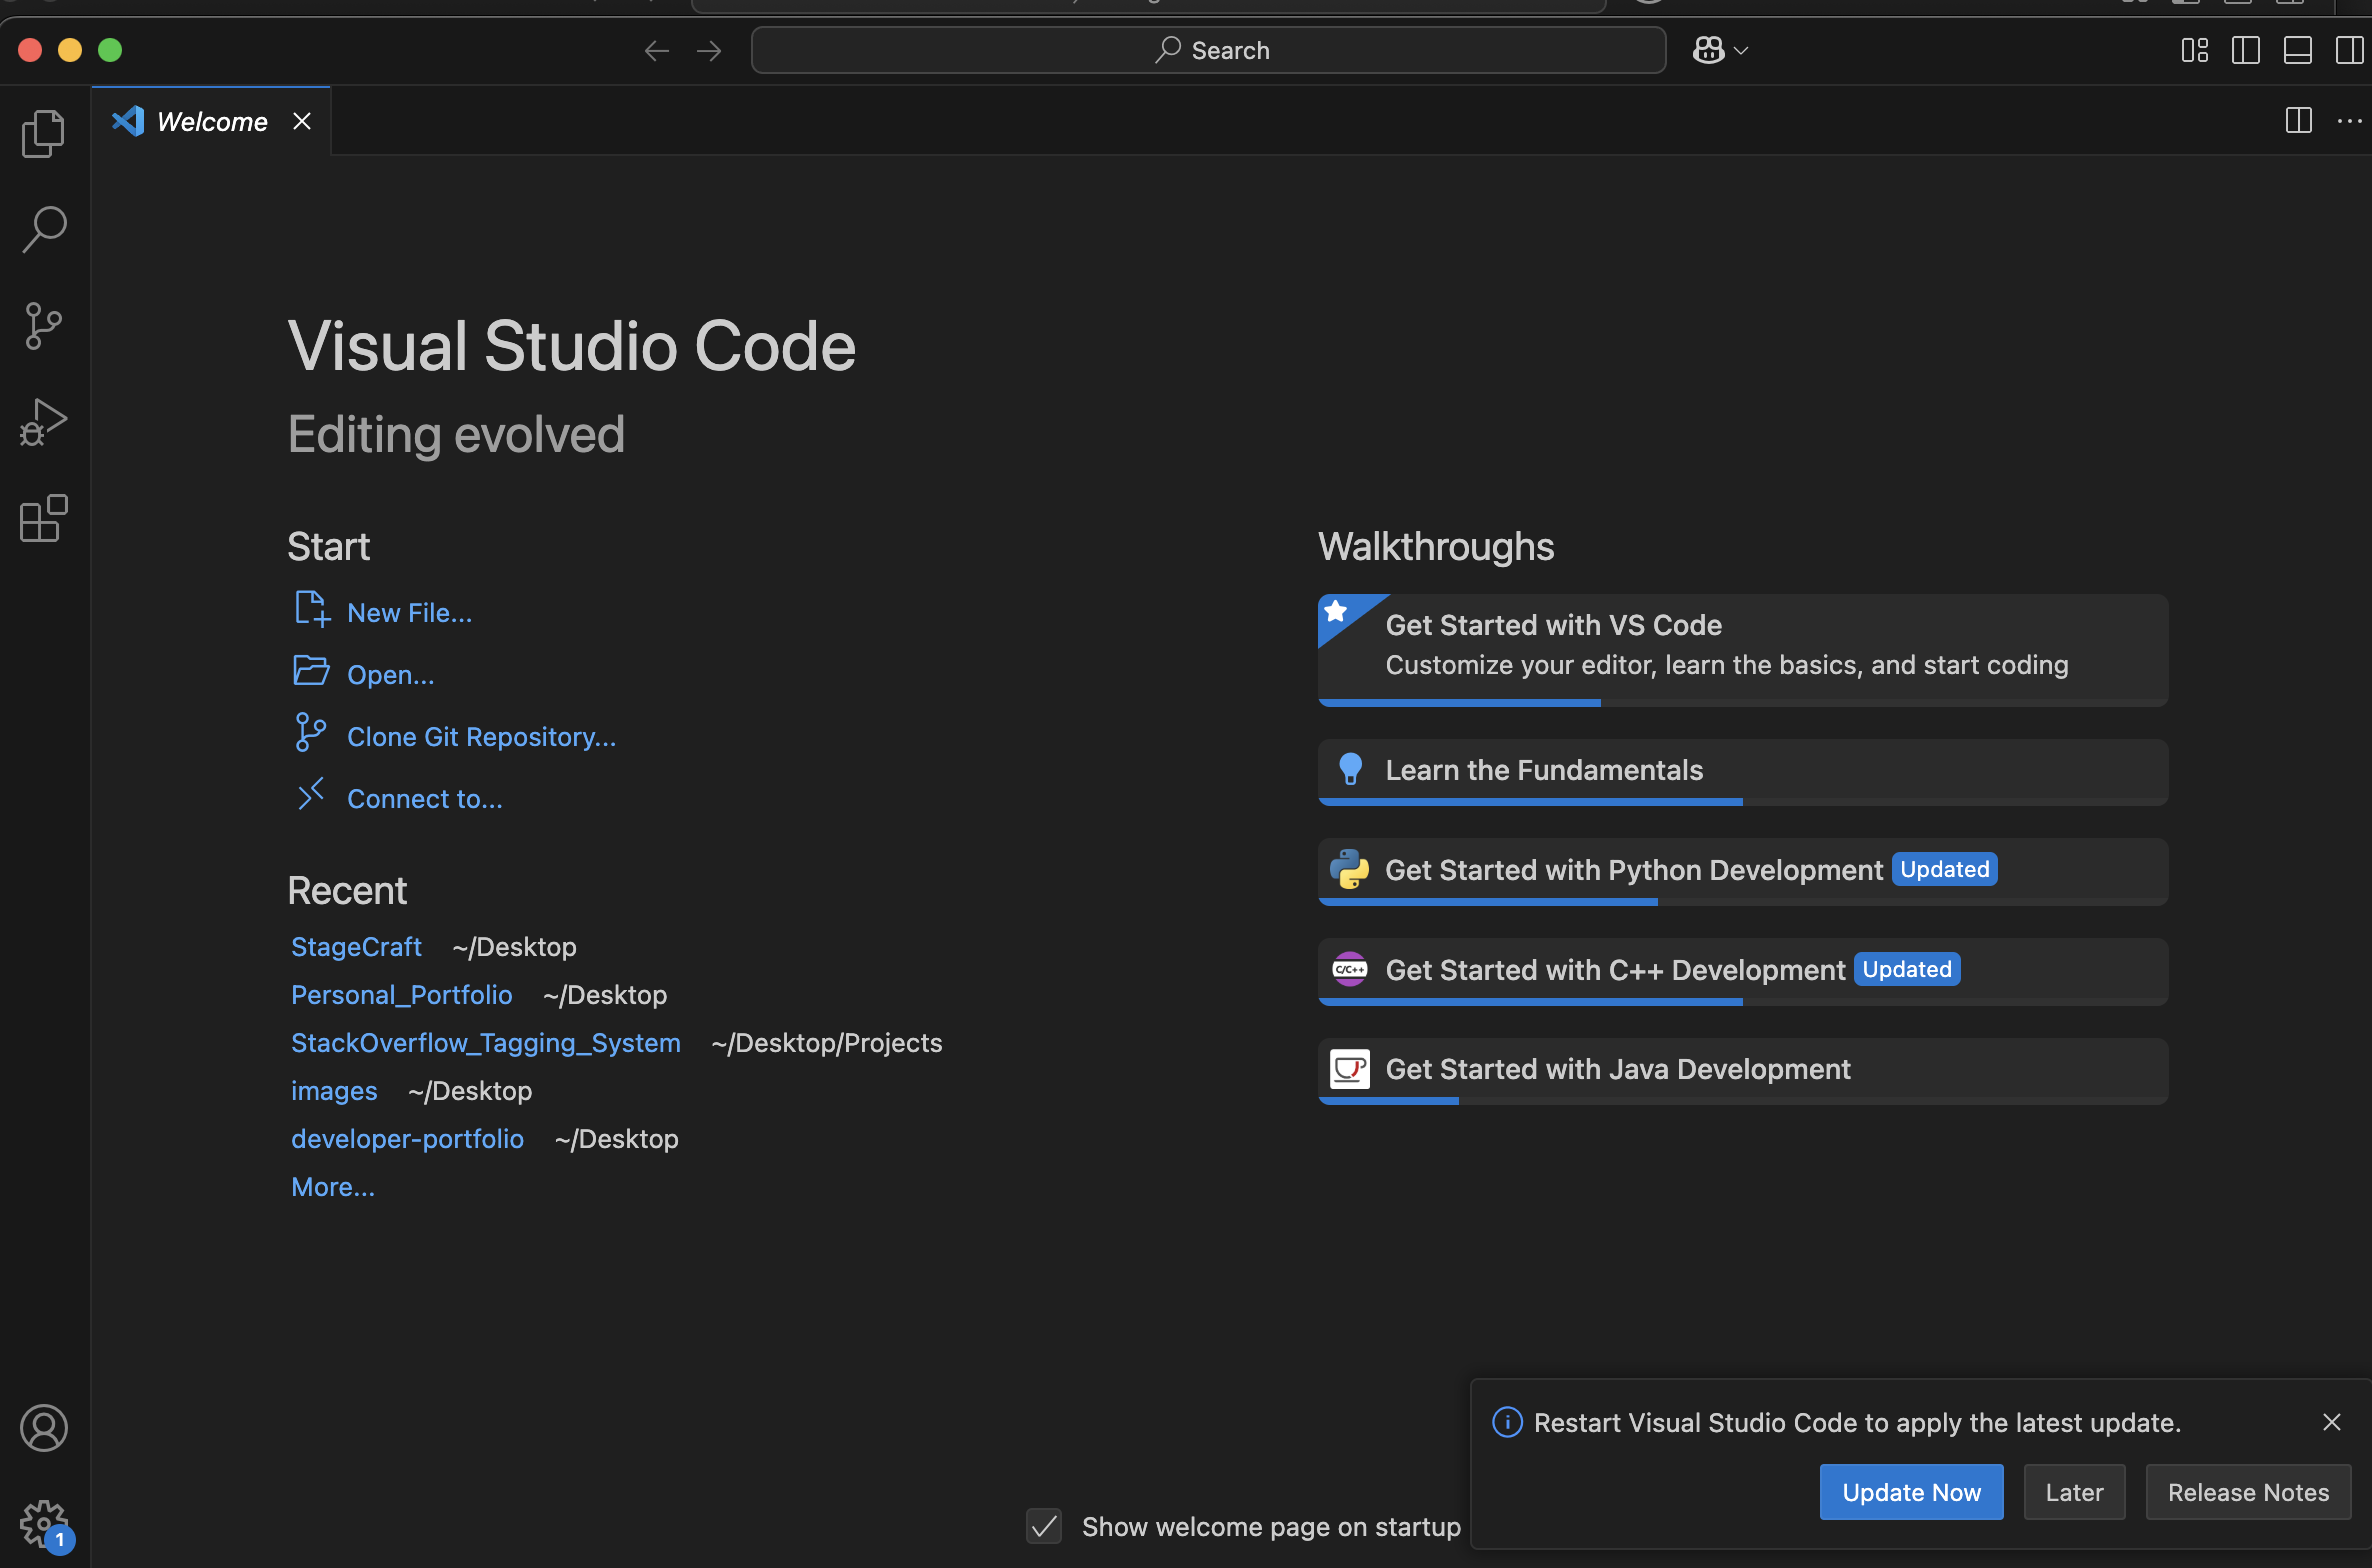 Search
Welcome
Visual Studio Code
Editing evolved
Start
New File...
Open...
Clone Git Repository...
Connect to...
Recent
StageCraft ~/Desktop
Personal_Portfolio ~/Desktop
StackOverflow_Tagging_System ~/Desktop/Projects
images ~/Desktop
developer-portfolio ~/Desktop
More...
Walkthroughs
Get Started with VS Code
Customize your editor, learn the basics, and start coding
Learn the Fundamentals
Get Started with Python Development Updated
C/C++ Get Started with C++ Development Updated
Get Started with Java Development
Restart Visual Studio Code to apply the latest update.
Update Now Later Release Notes
Show welcome page on startup
1